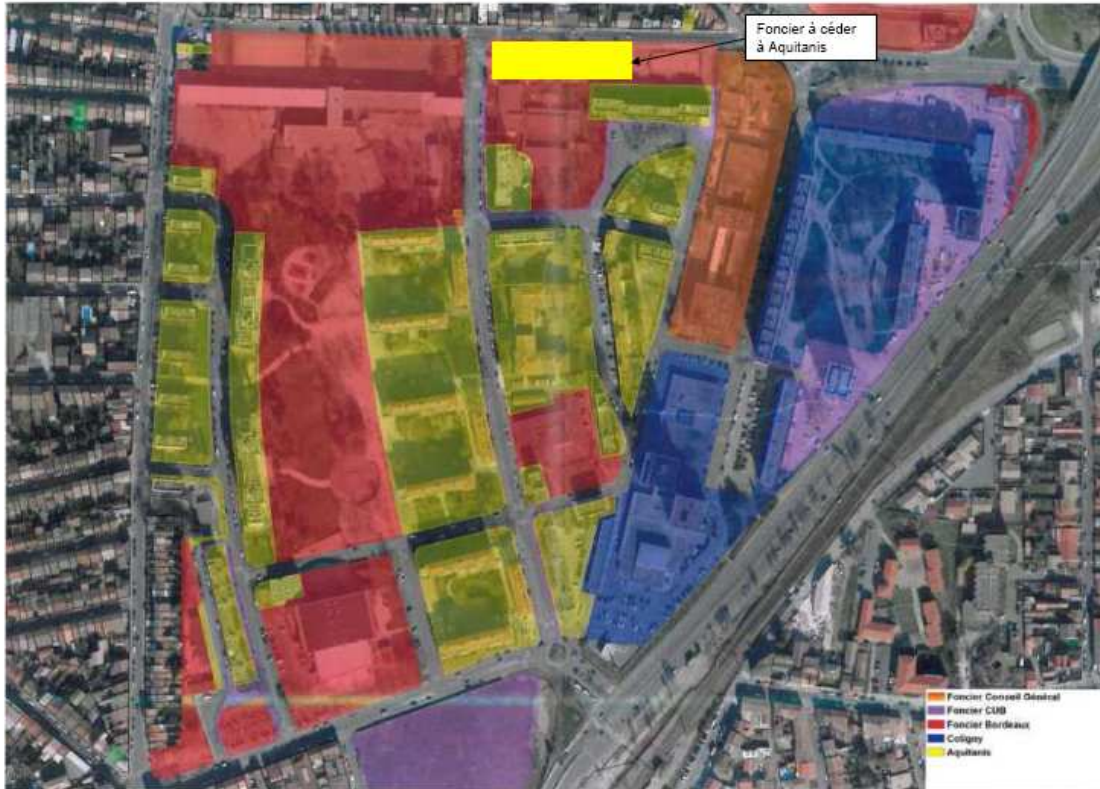 Foncier à céder
à Aquitanis
Foncier Conseil Général
Foncier CUB
Foncier Bordeaux
Coligny
Aquitanis